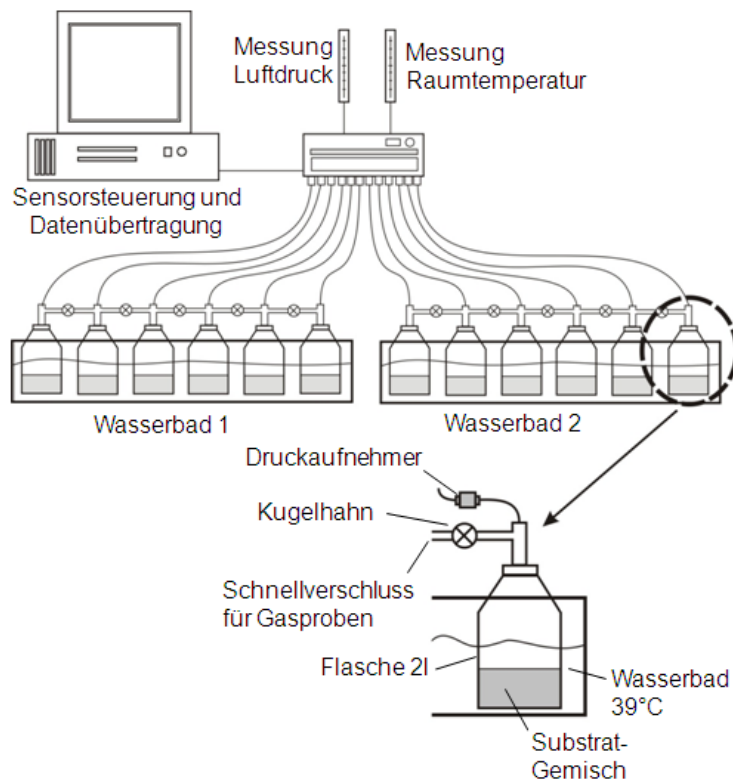 Messung
Luftdruck
Messung
Raumtemperatur
Sensorsteuerung und
Datenübertragung
Wasserbad 1
Wasserbad 2
Druckaufnehmer
Kugelhahn
Schnellverschluss
für Gasproben
Flasche 2l
Wasserbad
39°C
Substrat-
Gemisch